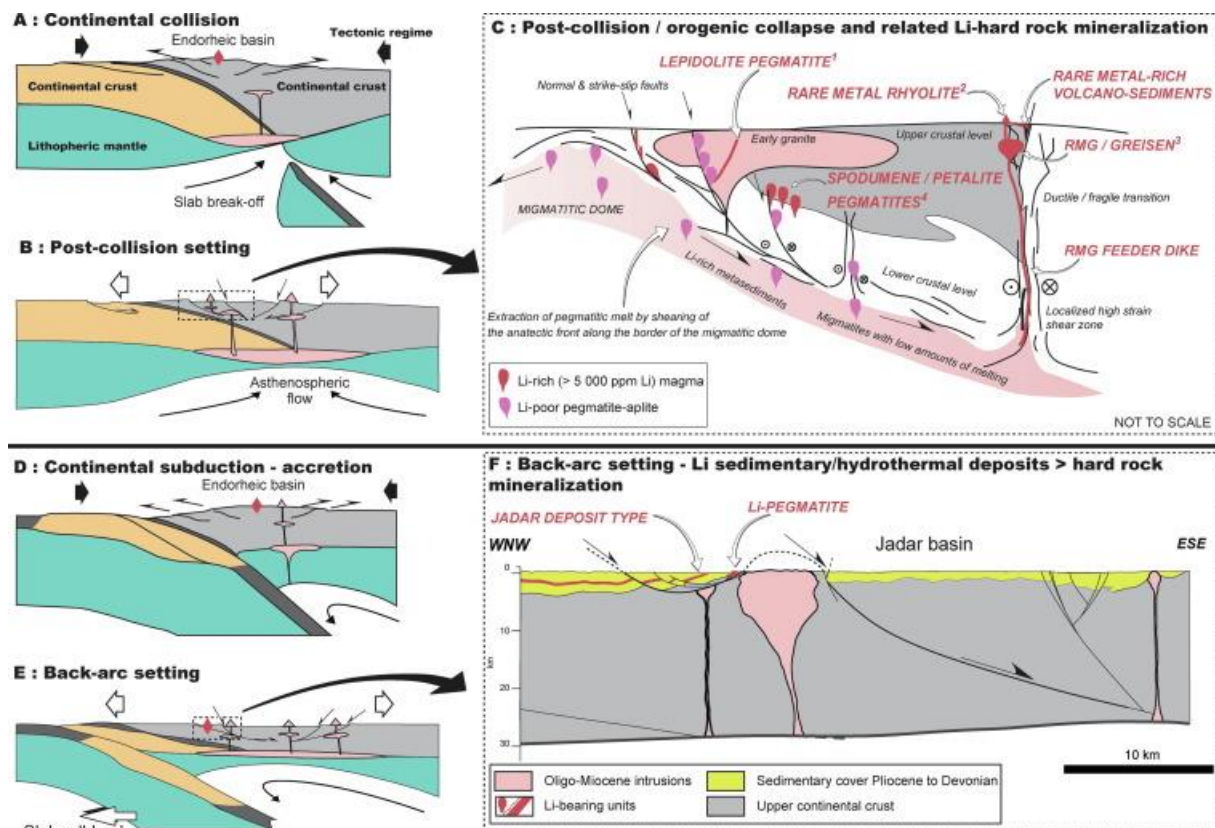 A : Continental collision
Endorheic basin
Tectonic regime
Continental crust
Continental crust
Lithopheric mantle
Slab break-off
B : Post-collision setting
Asthenospheric
flow
C : Post-collision / orogenic collapse and related Li-hard rock mineralization
LEPIDOLITE PEGMATITE1
Normal & strike-slip faults
RARE METAL RHYOLITE2
RARE METAL-RICH
VOLCANO-SEDIMENTS
Early granite
Upper crustal level
RMG / GREISEN3
SPODUMENE / PETALITE
PEGMATITES4
Ductile / fragile transition
MIGMATITIC DOME
RMG FEEDER DIKE
Li-rich metasediments
Lower crustal level
Extraction of pegmatitic melt by shearing of
the anatectic front along the border of the migmatitic dome
Migmatites with low amounts of melting
Localized high strain
shear zone
Li-rich (> 5 000 ppm Li) magma
Li-poor pegmatite-aplite
NOT TO SCALE
D : Continental subduction - accretion
Endorheic basin
E : Back-arc setting
F : Back-arc setting - Li sedimentary/hydrothermal deposits > hard rock
mineralization
JADAR DEPOSIT TYPE
Li-PEGMATITE
WNW
Jadar basin
ESE
0
10
km
20
30
10 km
Oligo-Miocene intrusions
Sedimentary cover Pliocene to Devonian
Li-bearing units
Upper continental crust